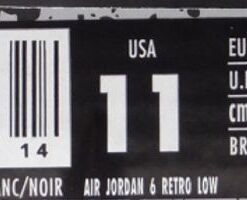 USA
EU
U.
11
cm
14
BR
ANC/NOIR
AIR JORDAN 6 RETRO LOW